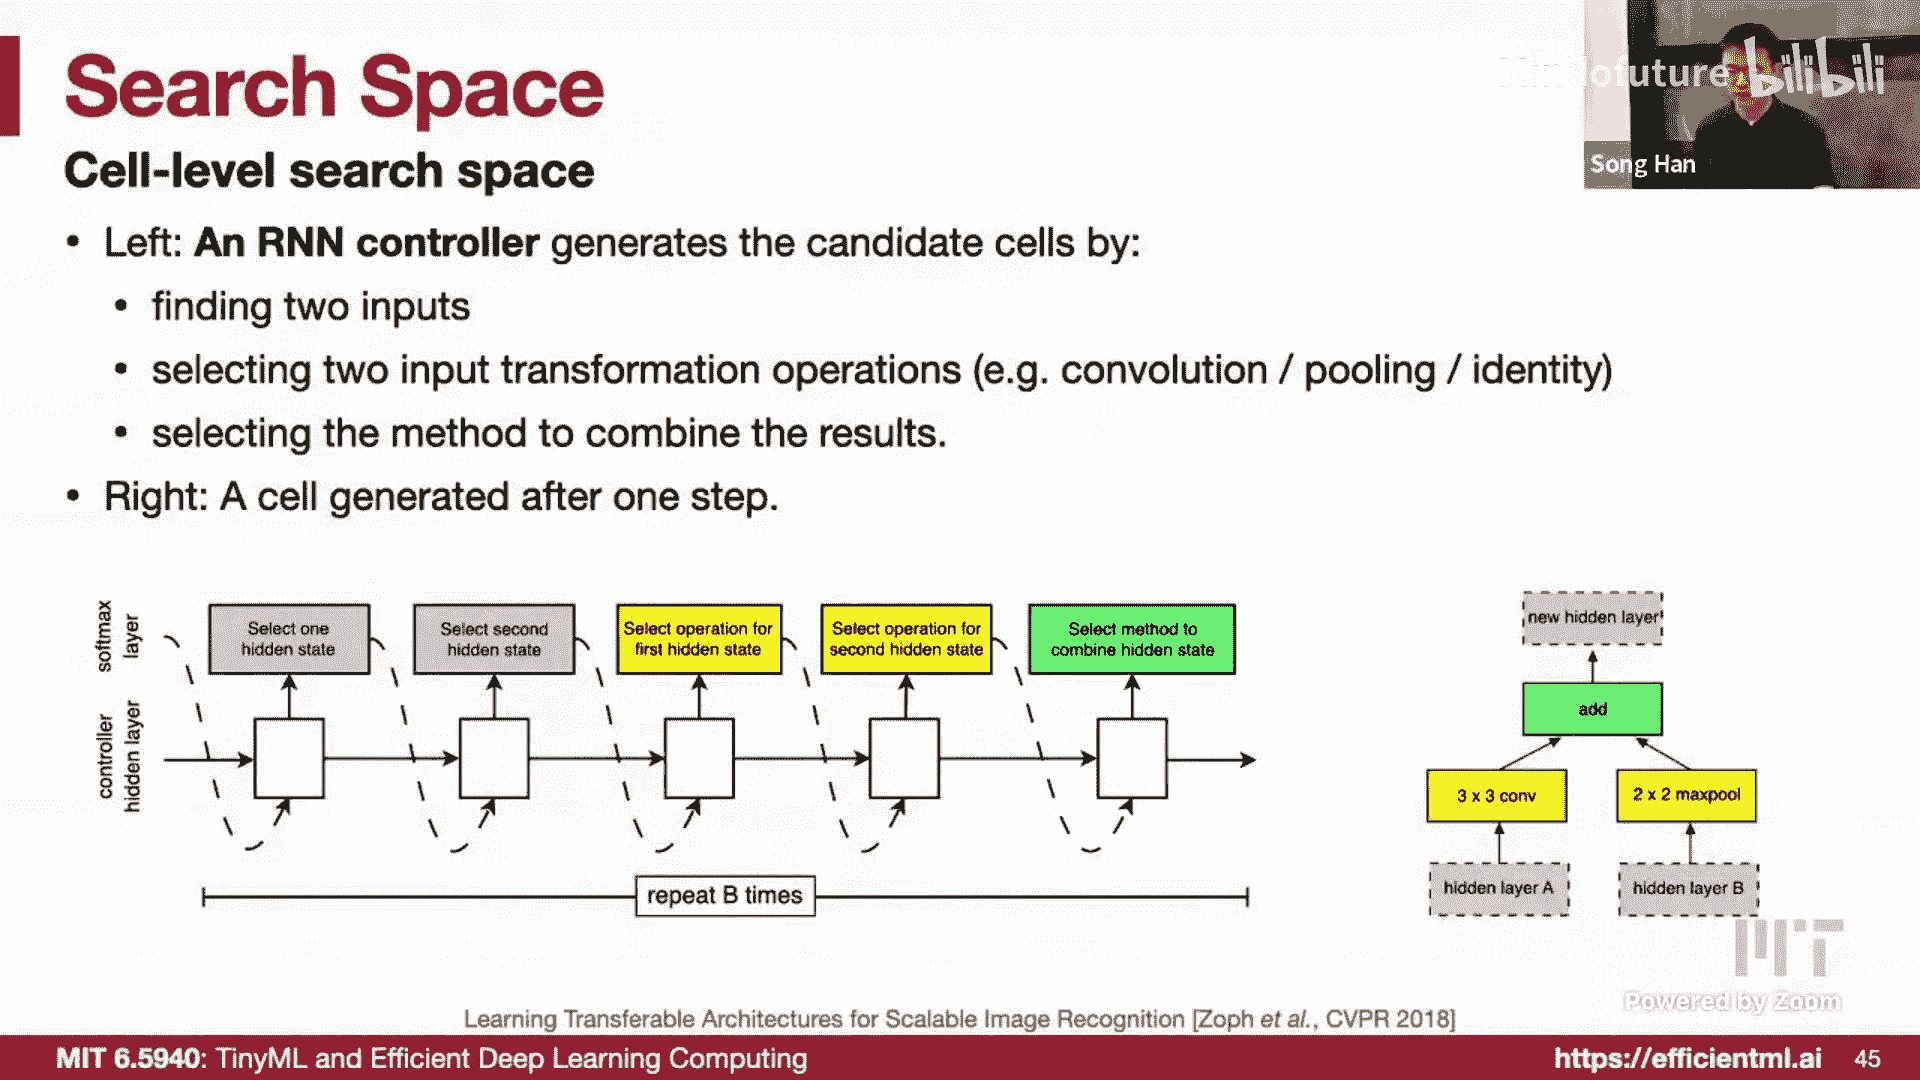 Search Space
Cell-level search space
• Left: An RNN controller generates the candidate cells by:
• finding two inputs
• selecting two input transformation operations (e.g. convolution / pooling / identity)
• selecting the method to combine the results.
• Right: A cell generated after one step.
ofuture bilibili
Song Han
softmax
layer
controller
hidden layer
Select one
hidden state
Select second
hidden state
Select operation for
first hidden state
Select operation for
second hidden state
Select method to
combine hidden state
repeat B times
new hidden layer
add
3 x 3 conv
2 x 2 maxpool
hidden layer A
hidden layer B
MIT
Powered by Zoom
Learning Transferable Architectures for Scalable Image Recognition [Zoph et al., CVPR 2018]
MIT 6.5940: TinyML and Efficient Deep Learning Computing
https://efficientml.ai
45